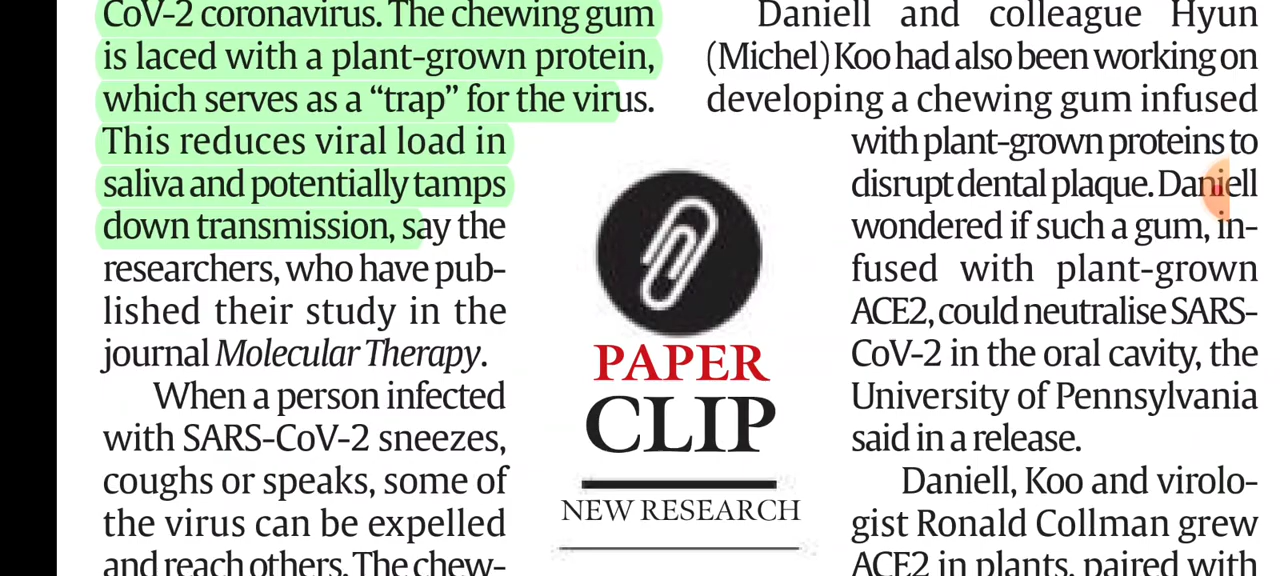 CoV-2 coronavirus. The chewing gum
is laced with a plant-grown protein,
which serves as a “trap” for the virus.
This reduces viral load in
saliva and potentially tamps
down transmission, say the
researchers, who have pub-
lished their study in the
journal Molecular Therapy.
When a person infected
with SARS-CoV-2 sneezes,
coughs or speaks, some of
the virus can be expelled
and reach others. The chew-
PAPER
CLIP
NEW RESEARCH
Daniell and colleague Hyun
(Michel) Koo had also been working on
developing a chewing gum infused
with plant-grown proteins to
disrupt dental plaque. Daniell
wondered if such a gum, in-
fused with plant-grown
ACE2, could neutralise SARS-
CoV-2 in the oral cavity, the
University of Pennsylvania
said in a release.
Daniell, Koo and virolo-
gist Ronald Collman grew
ACE2 in plants, paired with